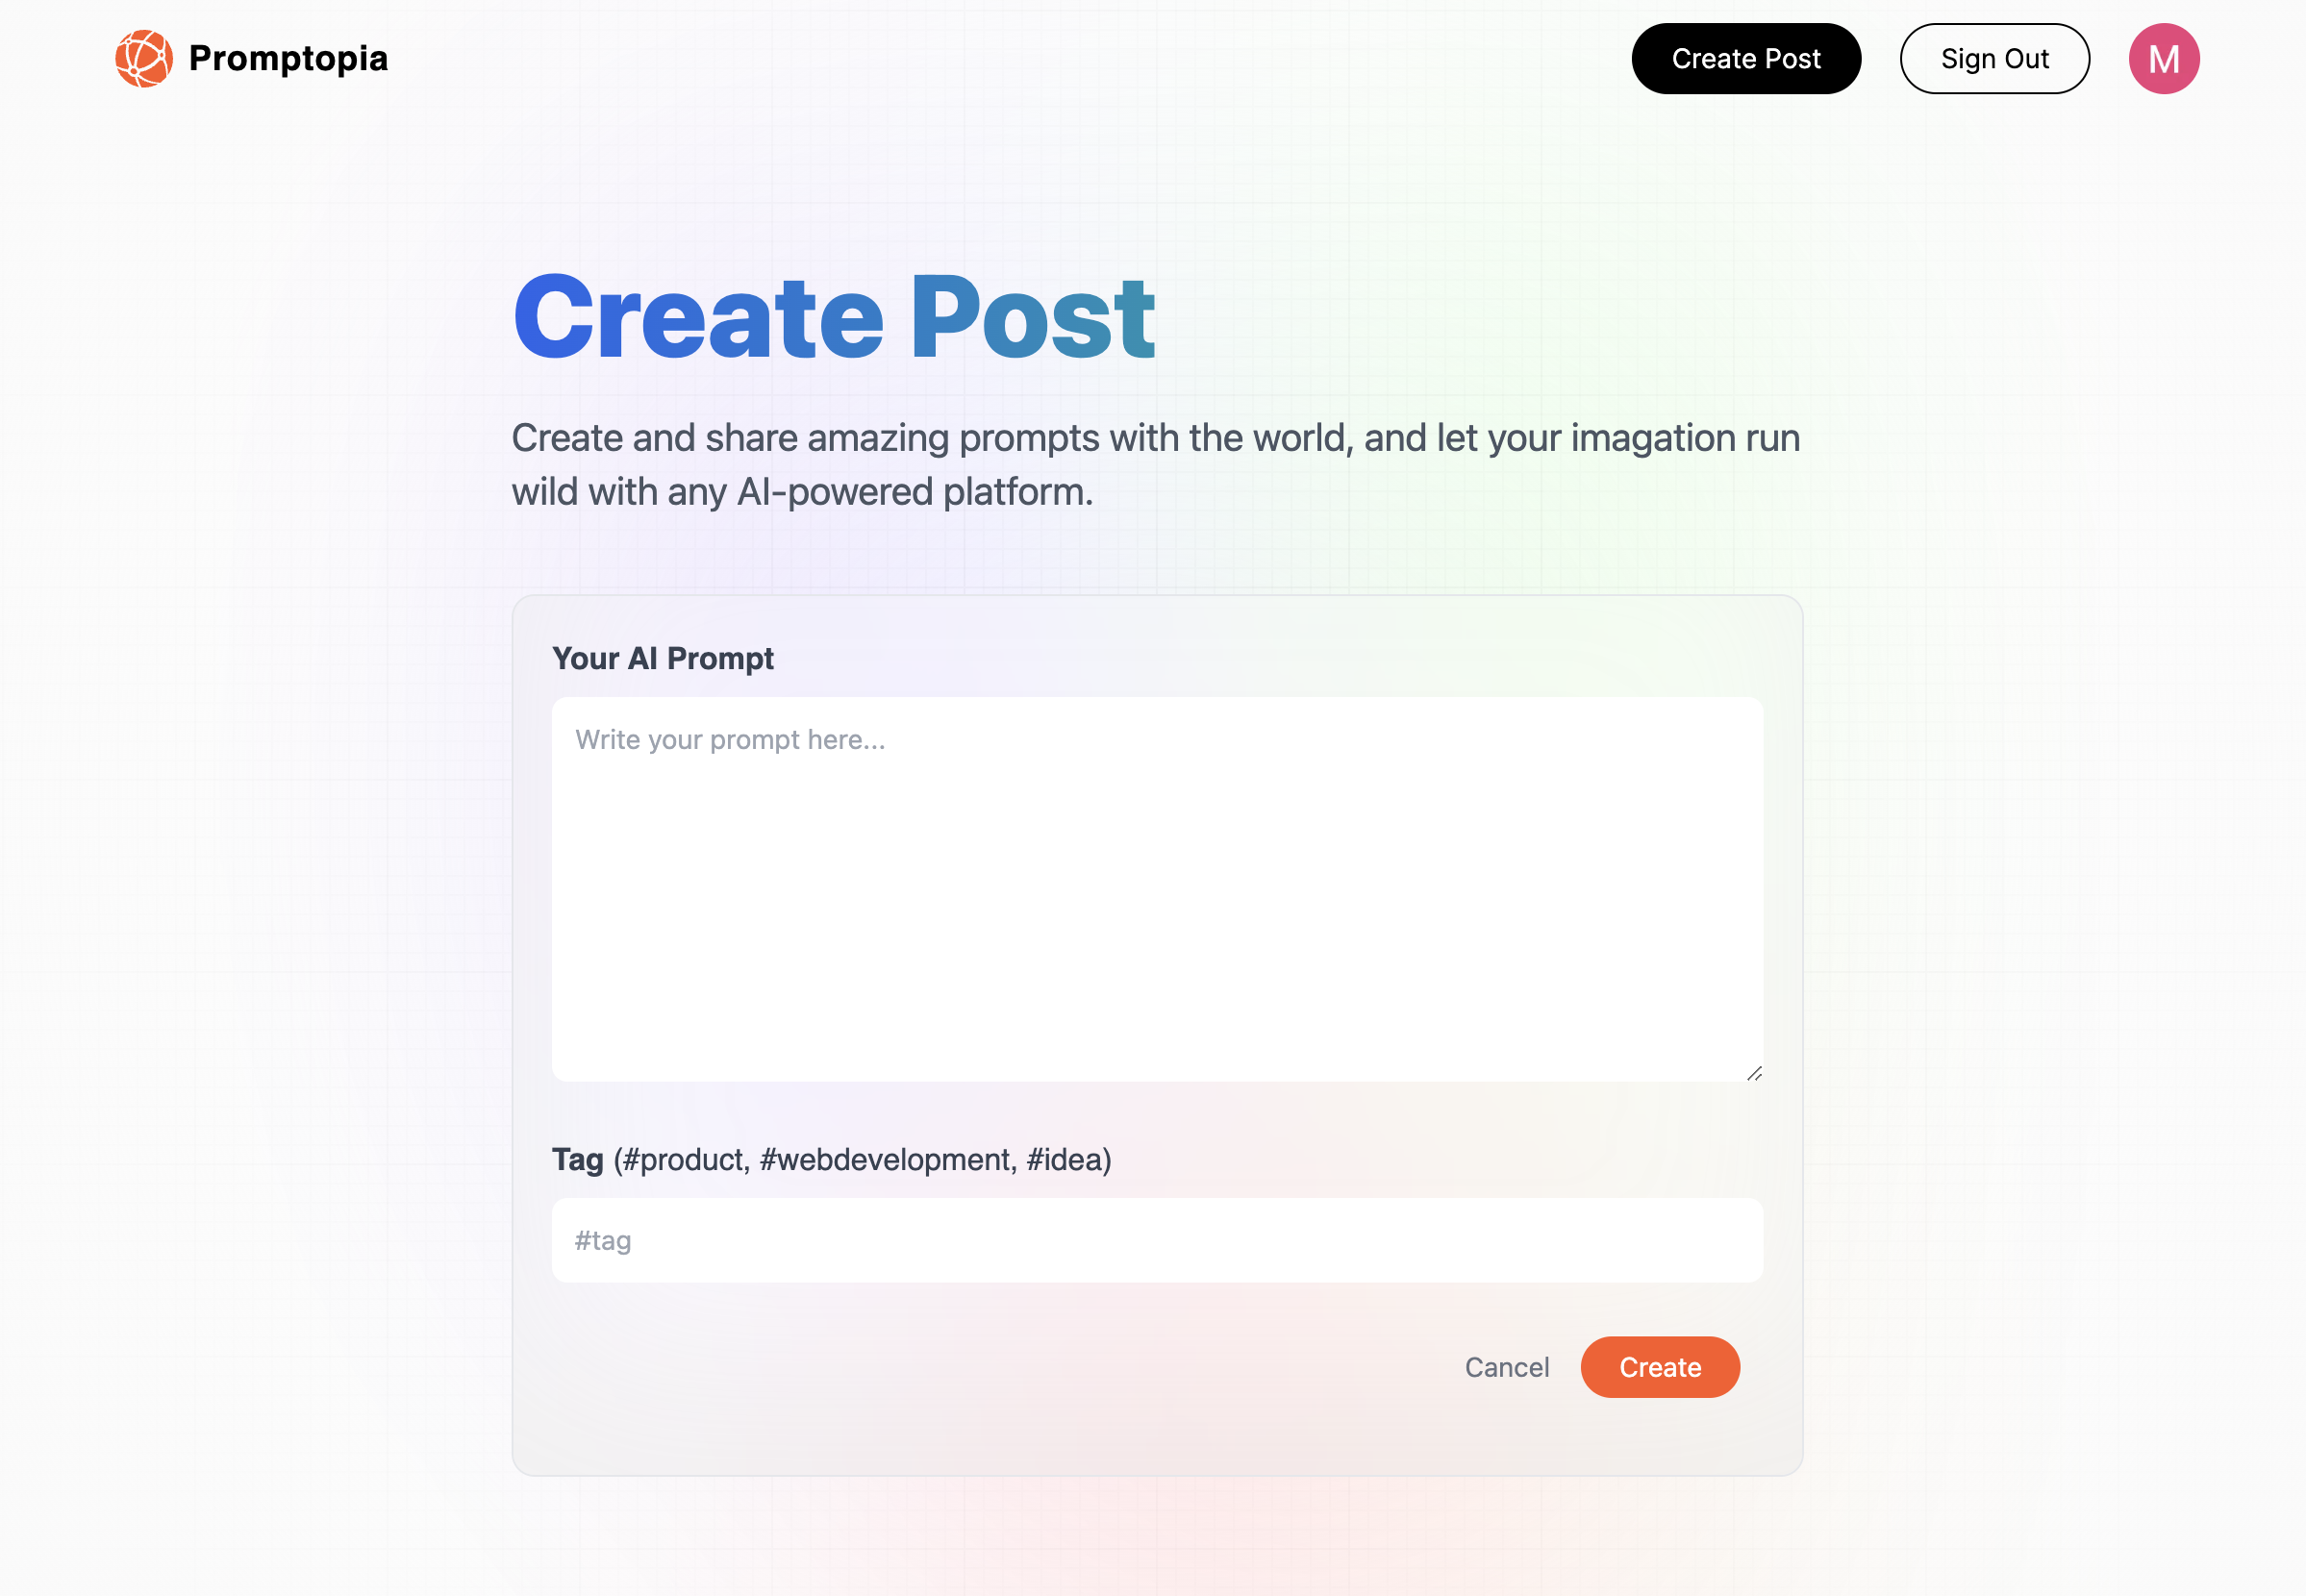 Promptopia
Create Post
Sign Out
M
Create Post
Create and share amazing prompts with the world, and let your imagation run
wild with any AI-powered platform.
Your AI Prompt
Write your prompt here...
Tag (#product, #webdevelopment, #idea)
#tag
Cancel
Create